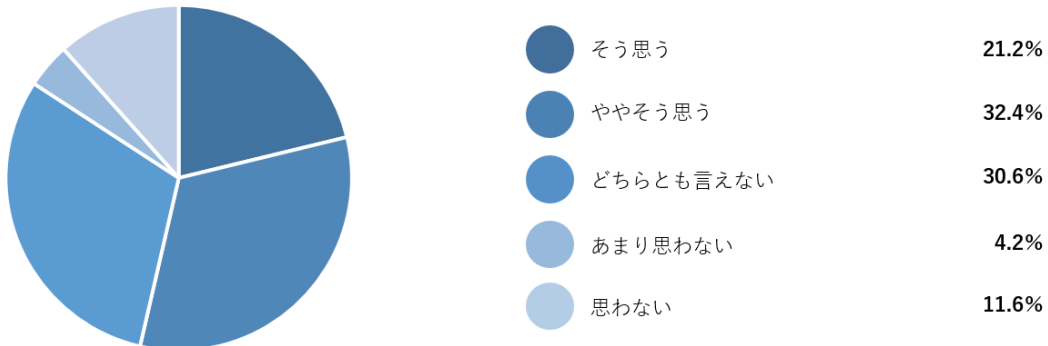 そう思う 21.2%
ややそう思う 32.4%
どちらとも言えない 30.6%
あまり思わない 4.2%
思わない 11.6%